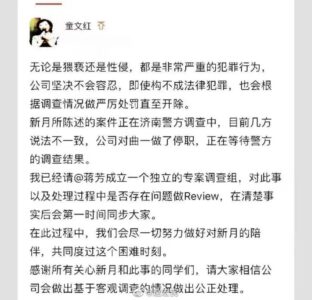 童文红
无论是猥亵还是性侵，都是非常严重的犯罪行为，
公司坚决不会容忍，即使构不成法律犯罪，也会根
据调查情况做严厉处罚直至开除。
新月所陈述的案件正在济南警方调查中，目前几方
说法不一致，公司对曲一做了停职，正在等待警方
的调查结果。
我已经请@蒋芳成立一个独立的专案调查组，对此事
以及处理过程中是否存在问题做Review，在清楚事
实后会第一时间同步大家。
在此过程中，我们会尽一切努力做好对新月的陪
伴，共同度过这个困难时刻。
感谢所有关心新月和此事的同学们，请大家相信公
司会做出基于客观调查的情况做出公正处理。